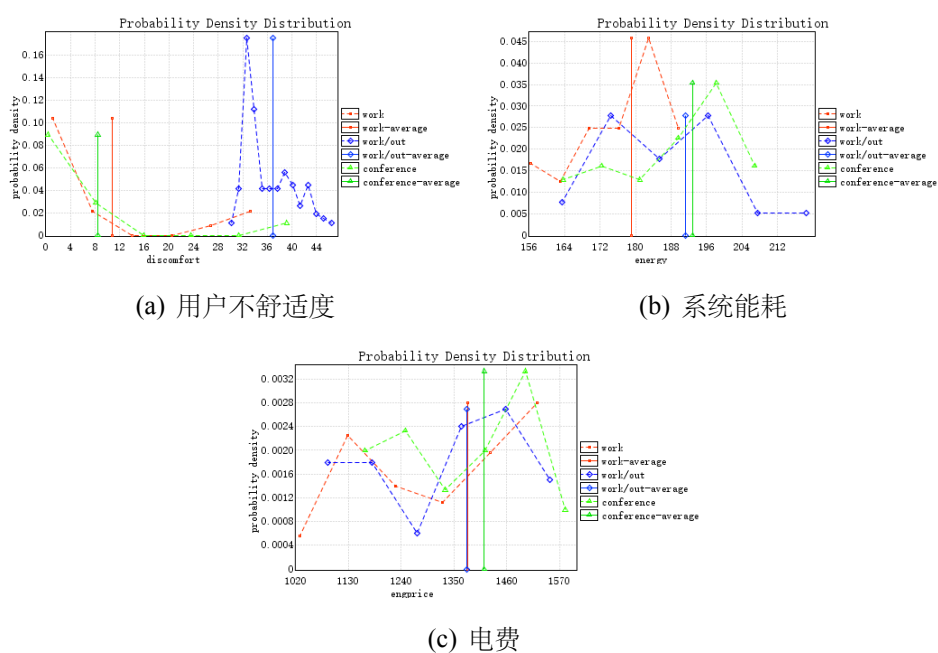 Probability Density Distribution
probability density
0.16
0.14
0.12
0.10
0.08
0.06
0.04
0.02
0
0 4 8 12 16 20 24 28 32 36 40 44
discomfort
work
work-average
work/out
work/out-average
conference
conference-average
(a) 用户不舒适度
Probability Density Distribution
probability density
0.045
0.040
0.035
0.030
0.025
0.020
0.015
0.010
0.005
0
156 164 172 180 188 196 204 212
energy
work
work-average
work/out
work/out-average
conference
conference-average
(b) 系统能耗
Probability Density Distribution
probability density
0.0032
0.0028
0.0024
0.0020
0.0016
0.0012
0.0008
0.0004
0
1020 1130 1240 1350 1460 1570
engprice
work
work-average
work/out
work/out-average
conference
conference-average
(c) 电费